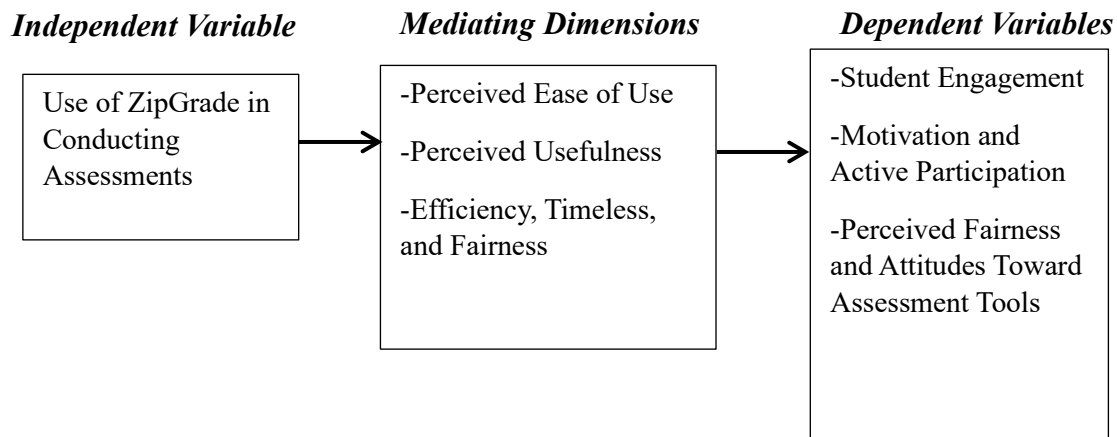 Independent Variable
Mediating Dimensions
Dependent Variables
Use of ZipGrade in
Conducting
Assessments
-Perceived Ease of Use
-Perceived Usefulness
-Efficiency, Timeless,
and Fairness
-Student Engagement
-Motivation and
Active Participation
-Perceived Fairness
and Attitudes Toward
Assessment Tools